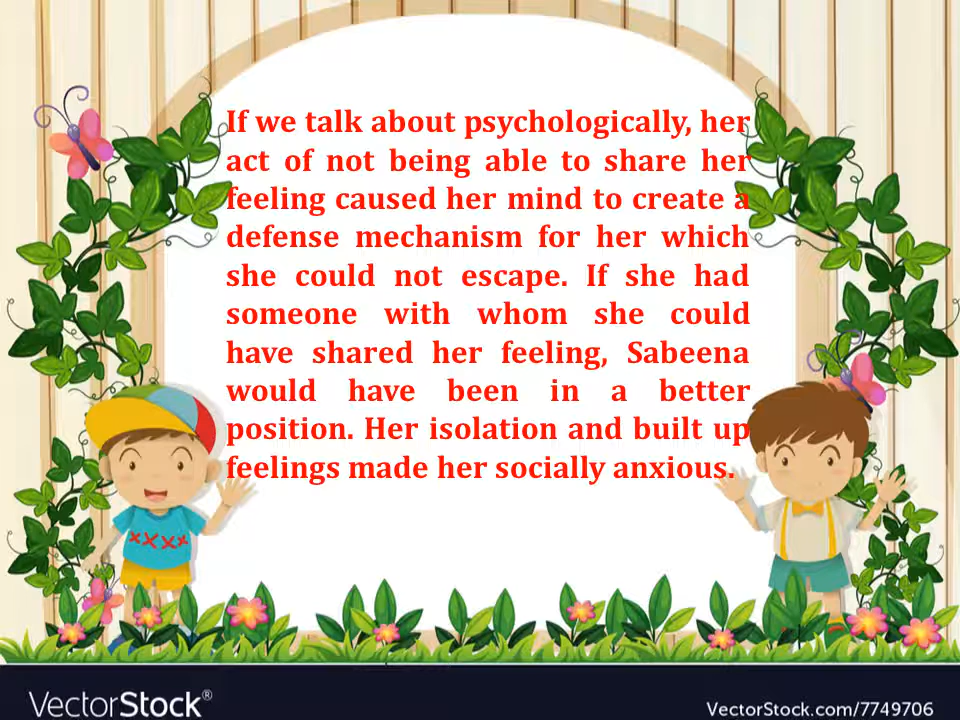 If we talk about psychologically, her
act of not being able to share her
feeling caused her mind to create a
defense mechanism for her which
she could not escape. If she had
someone with whom she could
have shared her feeling, Sabeena
would have been in a better
position. Her isolation and built up
feelings made her socially anxious.
VectorStock®
VectorStock.com/7749706